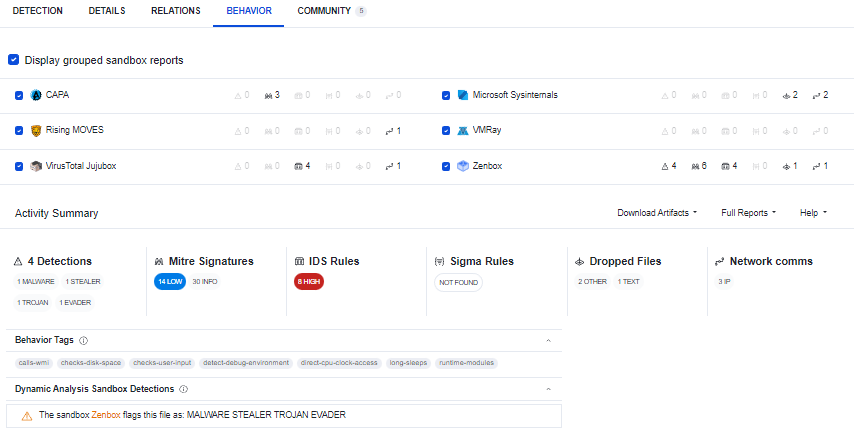 DETECTION DETAILS RELATIONS BEHAVIOR COMMUNITY 5
Display grouped sandbox reports
CAPA 0 3 0 0 0 0 Microsoft Sysinternals 0 0 0 0 2 2
Rising MOVES 0 0 0 0 0 1 VMRay 0 0 0 0 0 0
VirusTotal Jujubox 0 0 4 0 0 1 Zenbox 4 6 4 0 1 1
Activity Summary Download Artifacts Full Reports Help
4 Detections Mitre Signatures IDS Rules Sigma Rules Dropped Files Network comms
1 MALWARE 1 STEALER 14 LOW 30 INFO 8 HIGH NOT FOUND 2 OTHER 1 TEXT 3 IP
1 TROJAN 1 EVADER
Behavior Tags
calls-wmi checks-disk-space checks-user-input detect-debug-environment direct-cpu-clock-access long-sleeps runtime-modules
Dynamic Analysis Sandbox Detections
The sandbox Zenbox flags this file as: MALWARE STEALER TROJAN EVADER